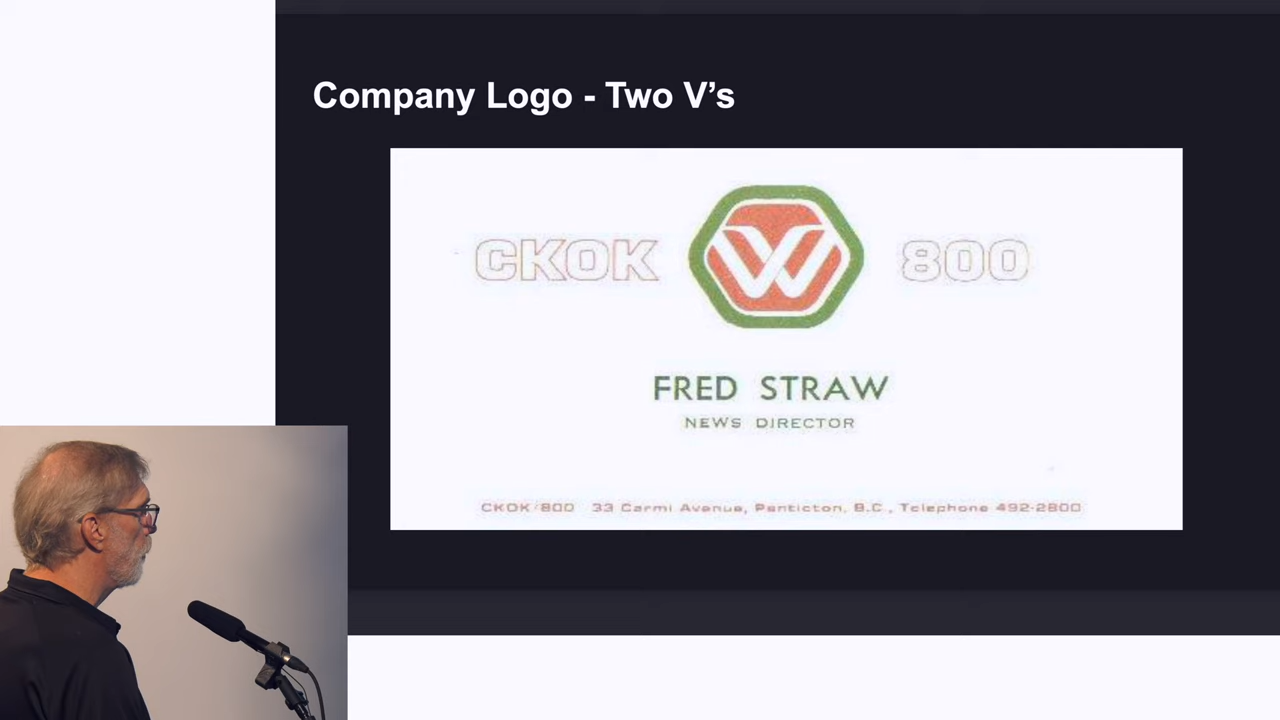 Company Logo - Two V’s
CKOK 800
FRED STRAW
NEWS DIRECTOR
CKOK/800 33 Carmi Avenue, Penticton, B.C., Telephone 492-2800